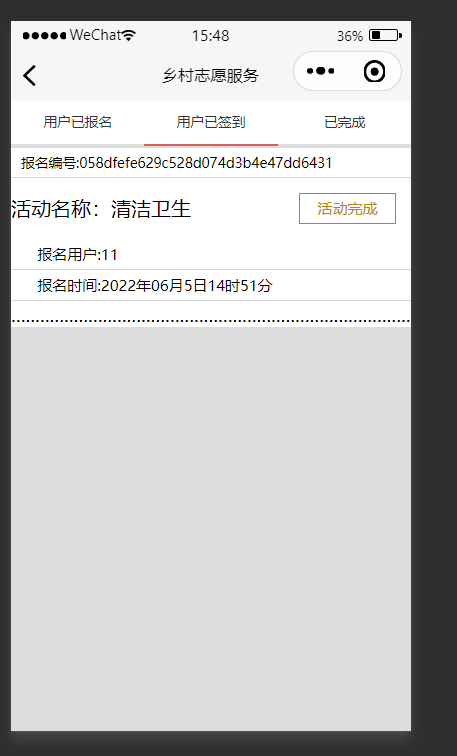 WeChat 15:48 36%
乡村志愿服务
用户已报名 用户已签到 已完成
报名编号:058dfefe629c528d074d3b4e47dd6431
活动名称：清洁卫生 活动完成
报名用户:11
报名时间:2022年06月5日14时51分